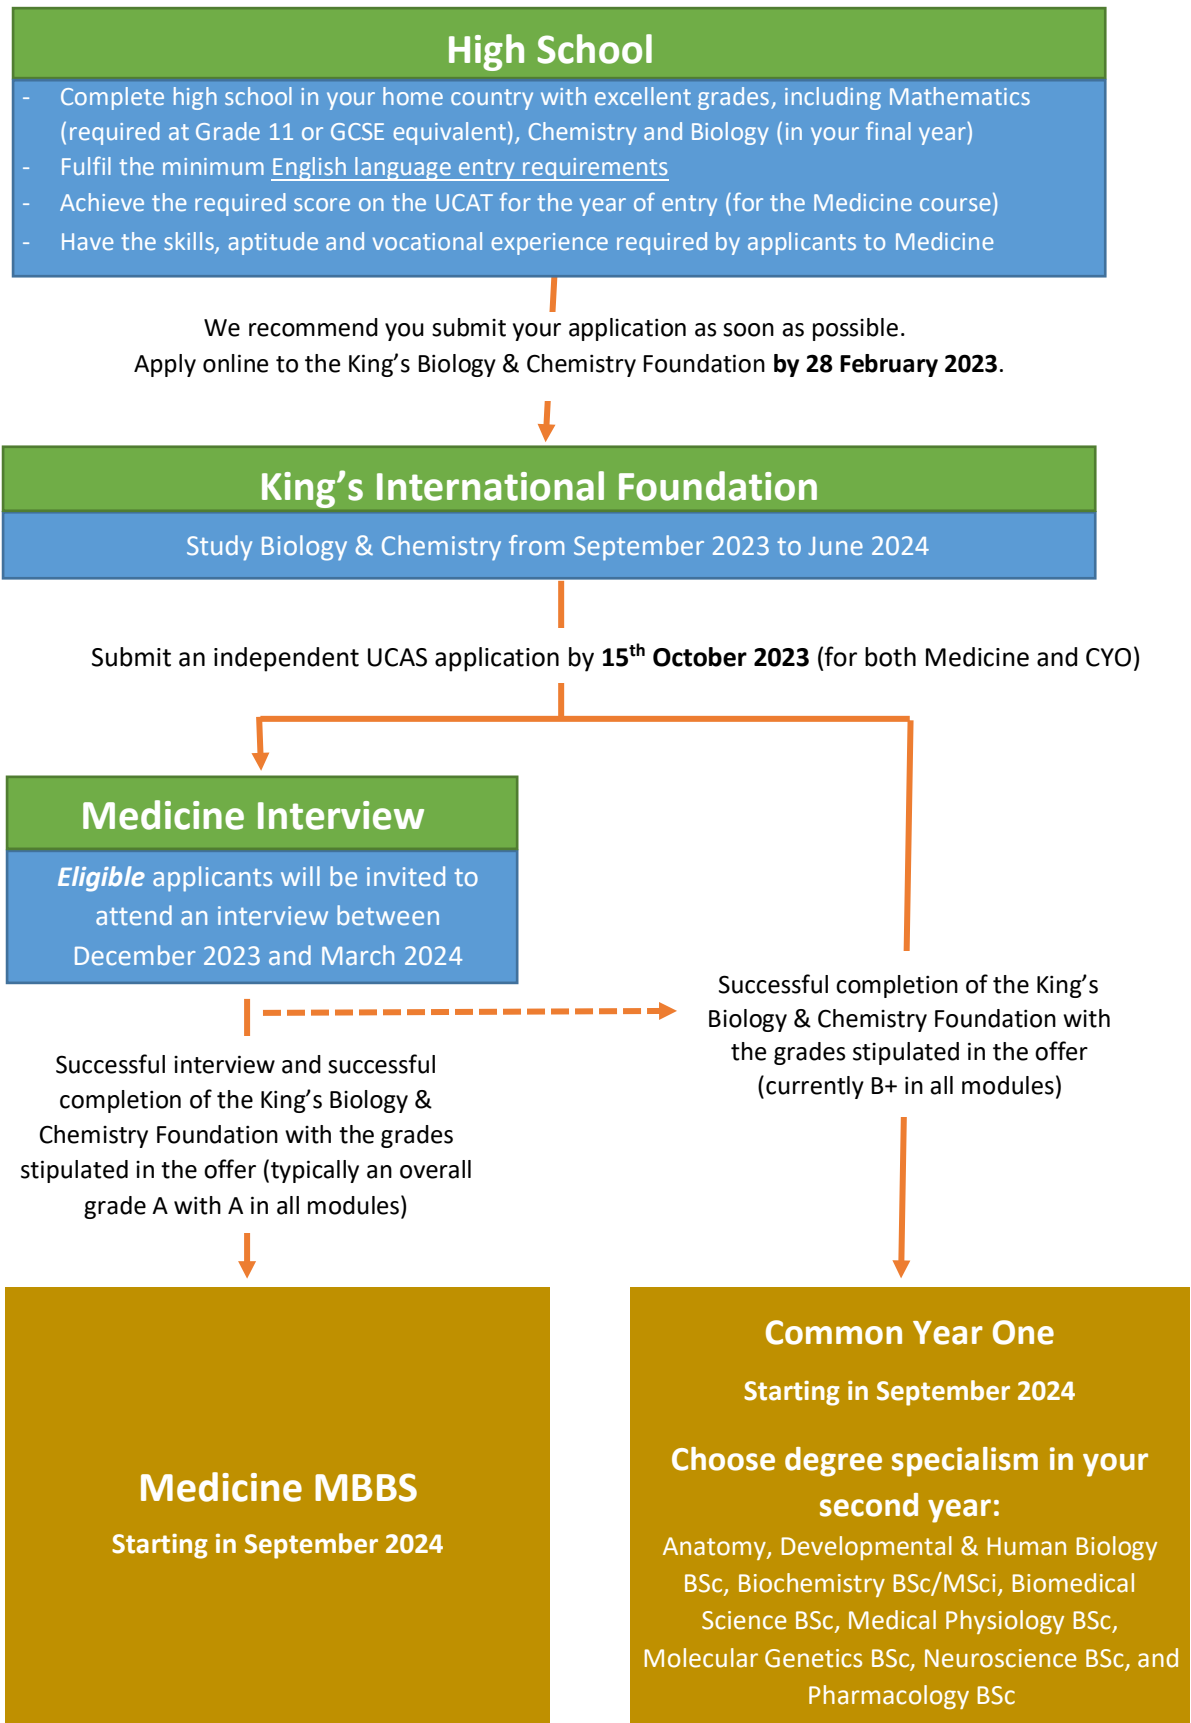 High School
- Complete high school in your home country with excellent grades, including Mathematics
(required at Grade 11 or GCSE equivalent), Chemistry and Biology (in your final year)
- Fulfil the minimum English language entry requirements
- Achieve the required score on the UCAT for the year of entry (for the Medicine course)
- Have the skills, aptitude and vocational experience required by applicants to Medicine
We recommend you submit your application as soon as possible.
Apply online to the King’s Biology & Chemistry Foundation by 28 February 2023.
King’s International Foundation
Study Biology & Chemistry from September 2023 to June 2024
Submit an independent UCAS application by 15th October 2023 (for both Medicine and CYO)
Medicine Interview
Eligible applicants will be invited to
attend an interview between
December 2023 and March 2024
Successful interview and successful
completion of the King’s Biology &
Chemistry Foundation with the grades
stipulated in the offer (typically an overall
grade A with A in all modules)
Successful completion of the King’s
Biology & Chemistry Foundation with
the grades stipulated in the offer
(currently B+ in all modules)
Medicine MBBS
Starting in September 2024
Common Year One
Starting in September 2024
Choose degree specialism in your
second year:
Anatomy, Developmental & Human Biology
BSc, Biochemistry BSc/MSci, Biomedical
Science BSc, Medical Physiology BSc,
Molecular Genetics BSc, Neuroscience BSc, and
Pharmacology BSc